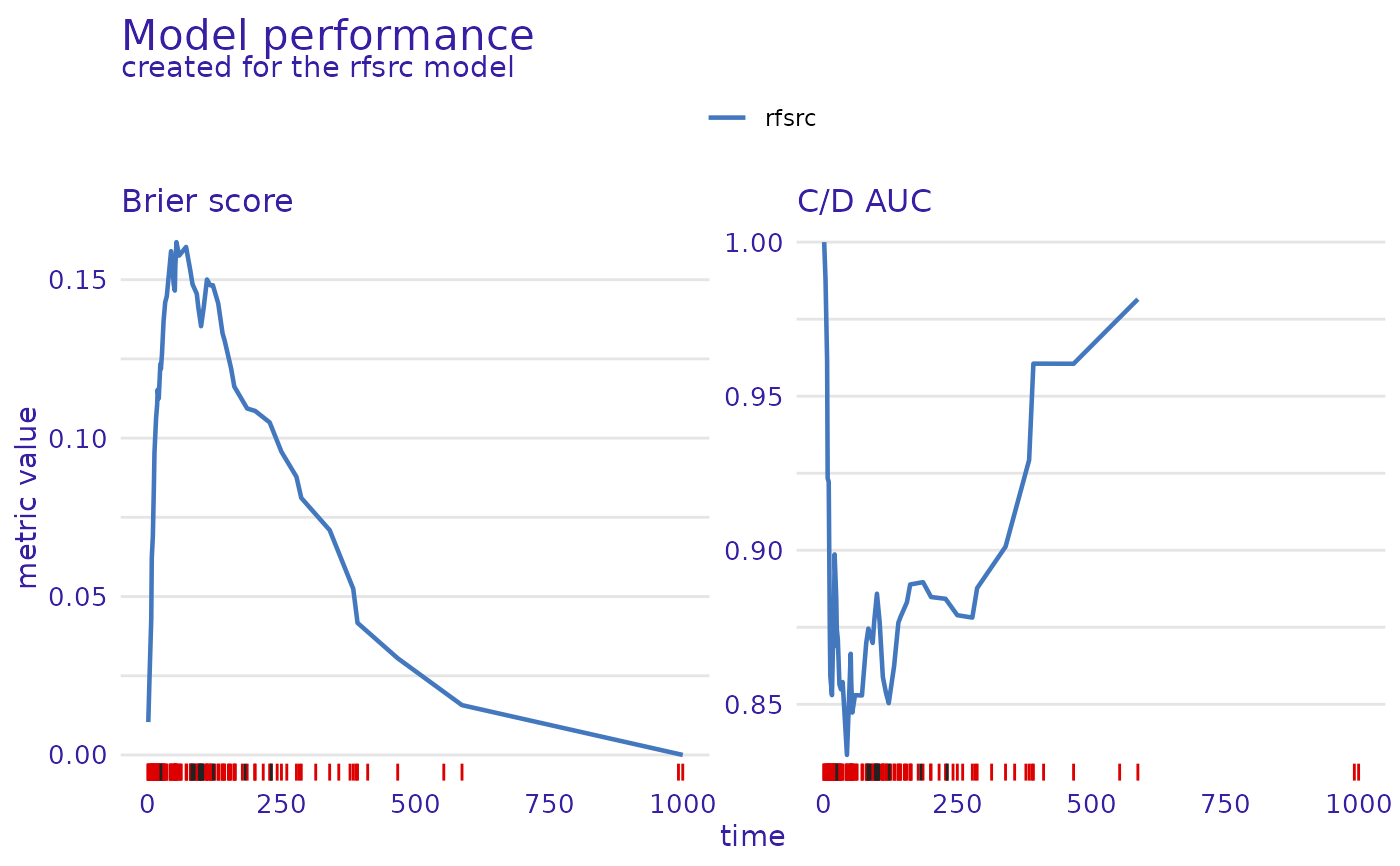 Model performance
created for the rfsrc model
rfsrc
Brier score
C/D AUC
metric value
0.15
0.10
0.05
0.00
0 250 500 750 1000
1.00
0.95
0.90
0.85
0 250 500 750 1000
time